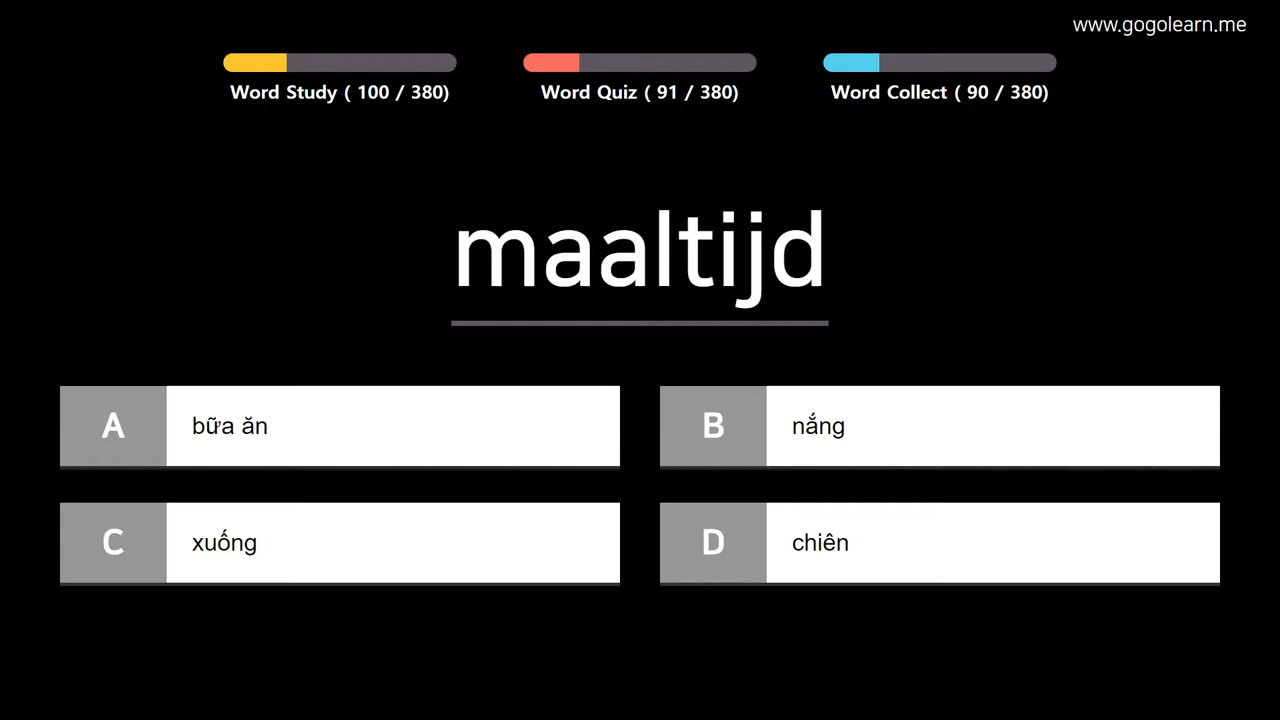 www.gogolearn.me
Word Study ( 100 / 380)
Word Quiz ( 91 / 380)
Word Collect ( 90 / 380)
maaltijd
A bữa ăn
B nắng
C xuống
D chiên